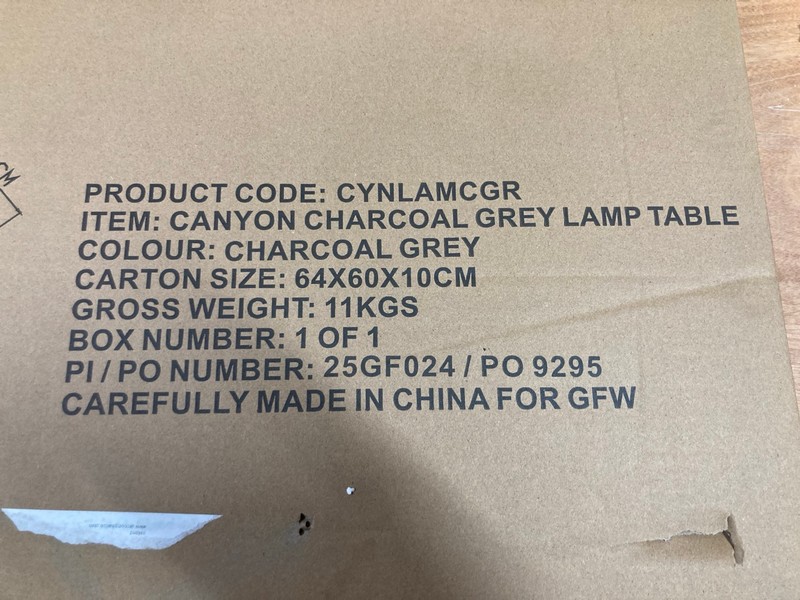 CM
PRODUCT CODE: CYNLAMCGR
ITEM: CANYON CHARCOAL GREY LAMP TABLE
COLOUR: CHARCOAL GREY
CARTON SIZE: 64X60X10CM
GROSS WEIGHT: 11KGS
BOX NUMBER: 1 OF 1
PI / PO NUMBER: 25GF024 / PO 9295
CAREFULLY MADE IN CHINA FOR GFW